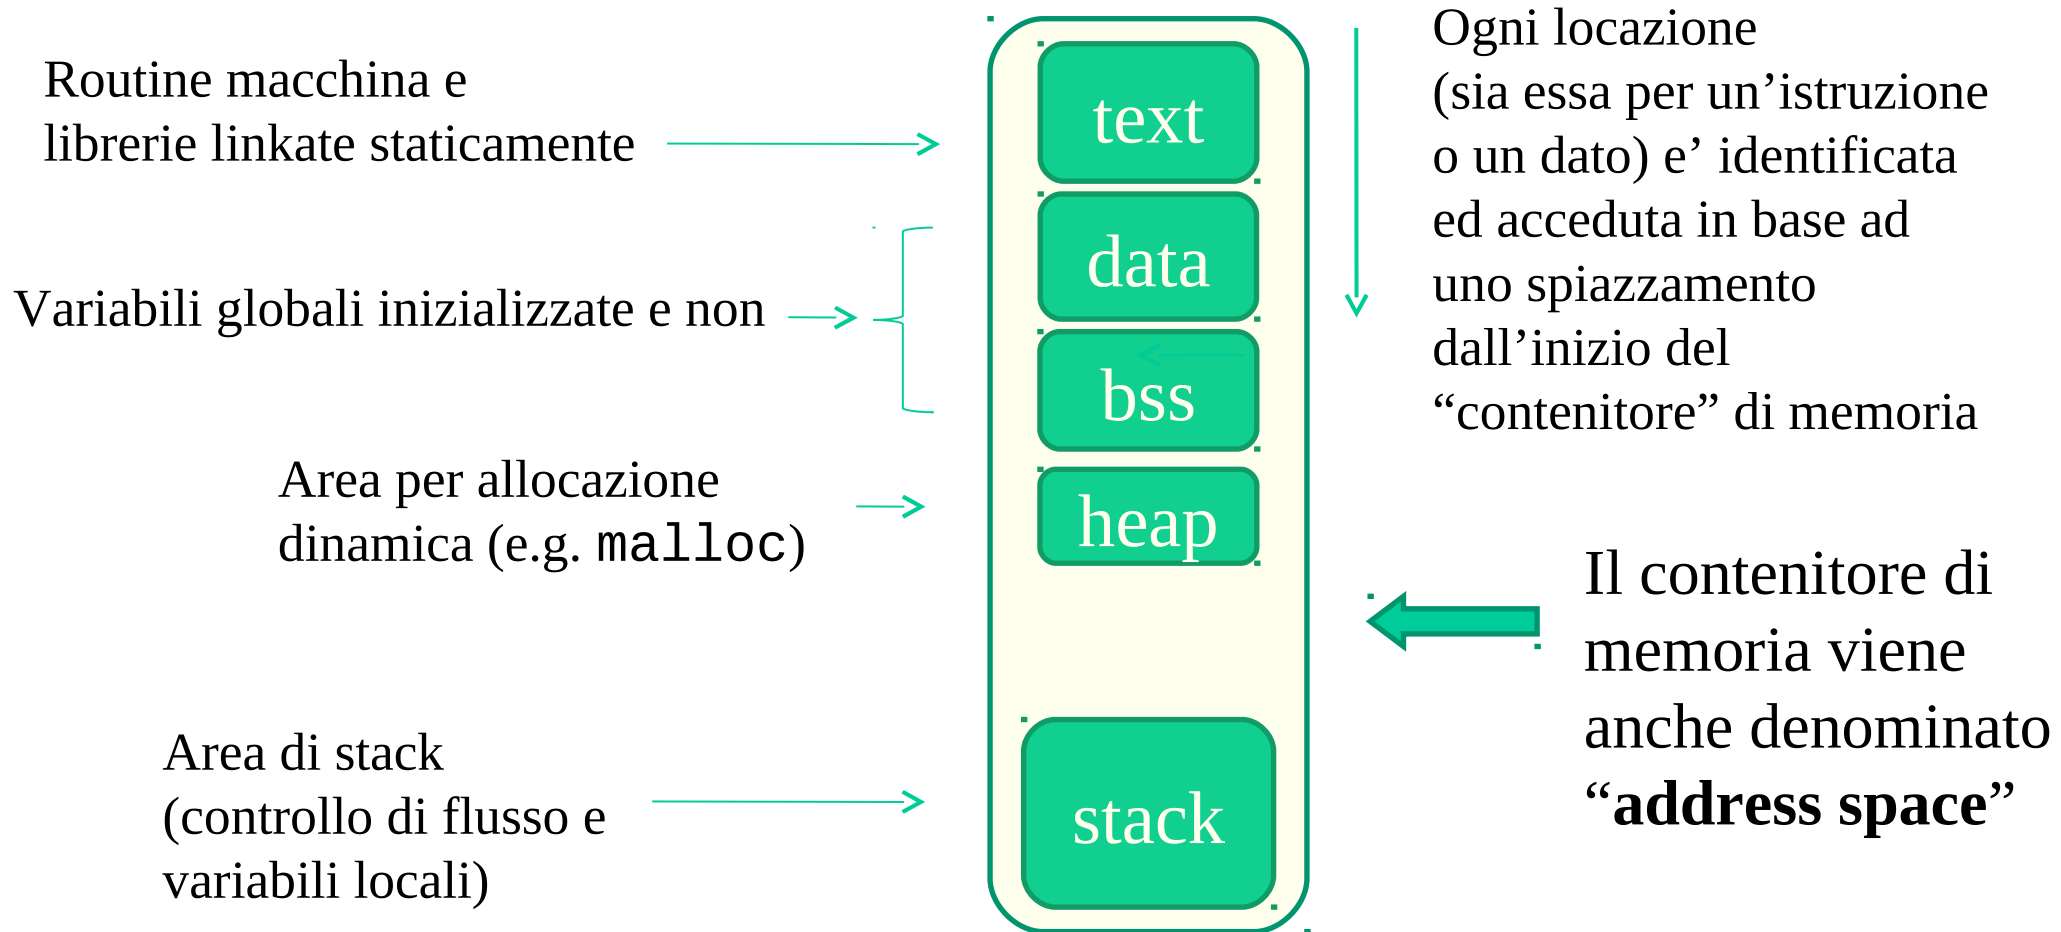 Routine macchina e
librerie linkate staticamente
Variabili globali inizializzate e non
Area per allocazione
dinamica (e.g. malloc)
Area di stack
(controllo di flusso e
variabili locali)
text
data
bss
heap
stack
Ogni locazione
(sia essa per un’istruzione
o un dato) e’ identificata
ed acceduta in base ad
uno spiazzamento
dall’inizio del
“contenitore” di memoria
Il contenitore di
memoria viene
anche denominato
“address space”